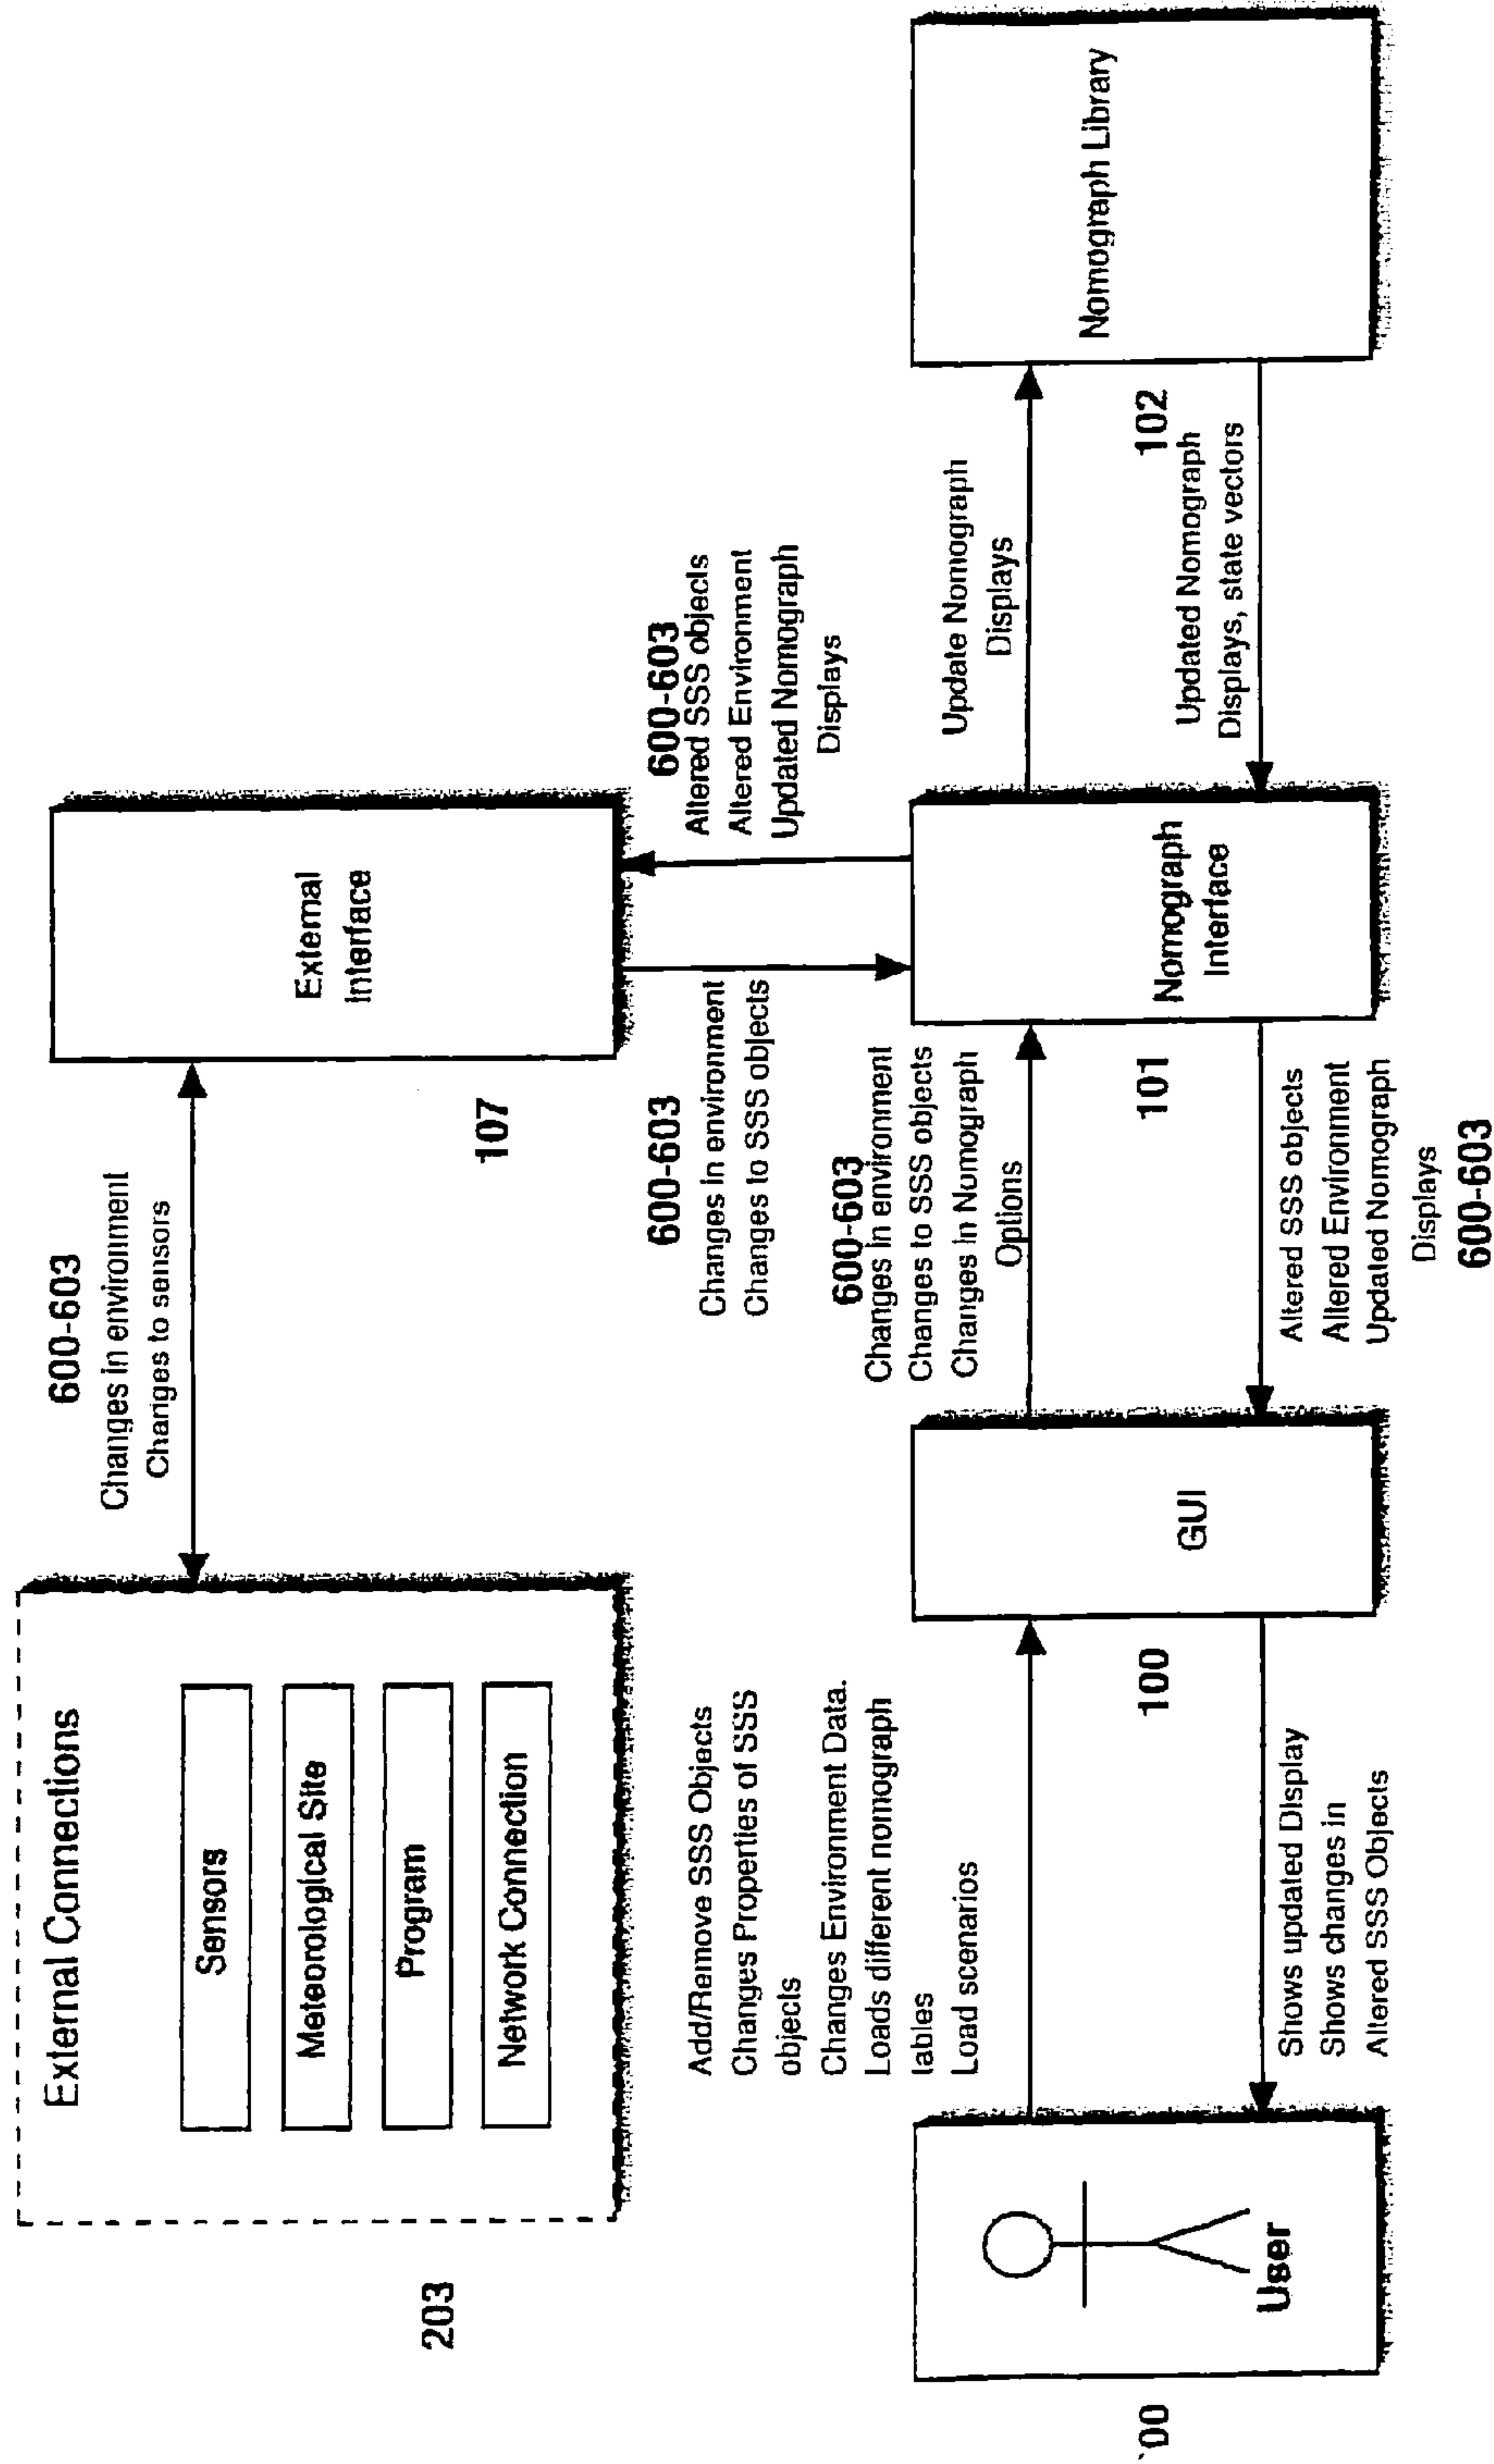 External Connections
Sensors
Meteorological Site
Program
Network Connection
203
600-603
Changes in environment
Changes to sensors
External
Interface
107
600-603
Changes in environment
Changes to SSS objects
600-603
Altered SSS objects
Altered Environment
Updated Nomograph
Displays
Add/Remove SSS Objects
Changes Properties of SSS
objects
Changes Environment Data.
Loads different nomograph
tables
Load scenarios
600-603
Changes in environment
Changes to SSS objects
Changes in Nomograph
Options
Update Nomograph
Displays
User
GUI
Nomograph
Interface
Nomograph Library
00
100
101
102
Shows updated Display
Shows changes in
Altered SSS Objects
Altered SSS objects
Altered Environment
Updated Nomograph
Displays
600-603
Updated Nomograph
Displays, state vectors